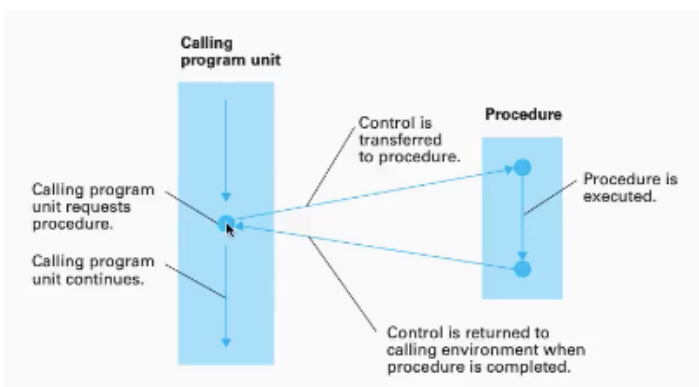 Calling
program unit
Procedure
Control is
transferred
to procedure.
Procedure is
executed.
Calling program
unit requests
procedure.
Calling program
unit continues.
Control is returned to
calling environment when
procedure is completed.